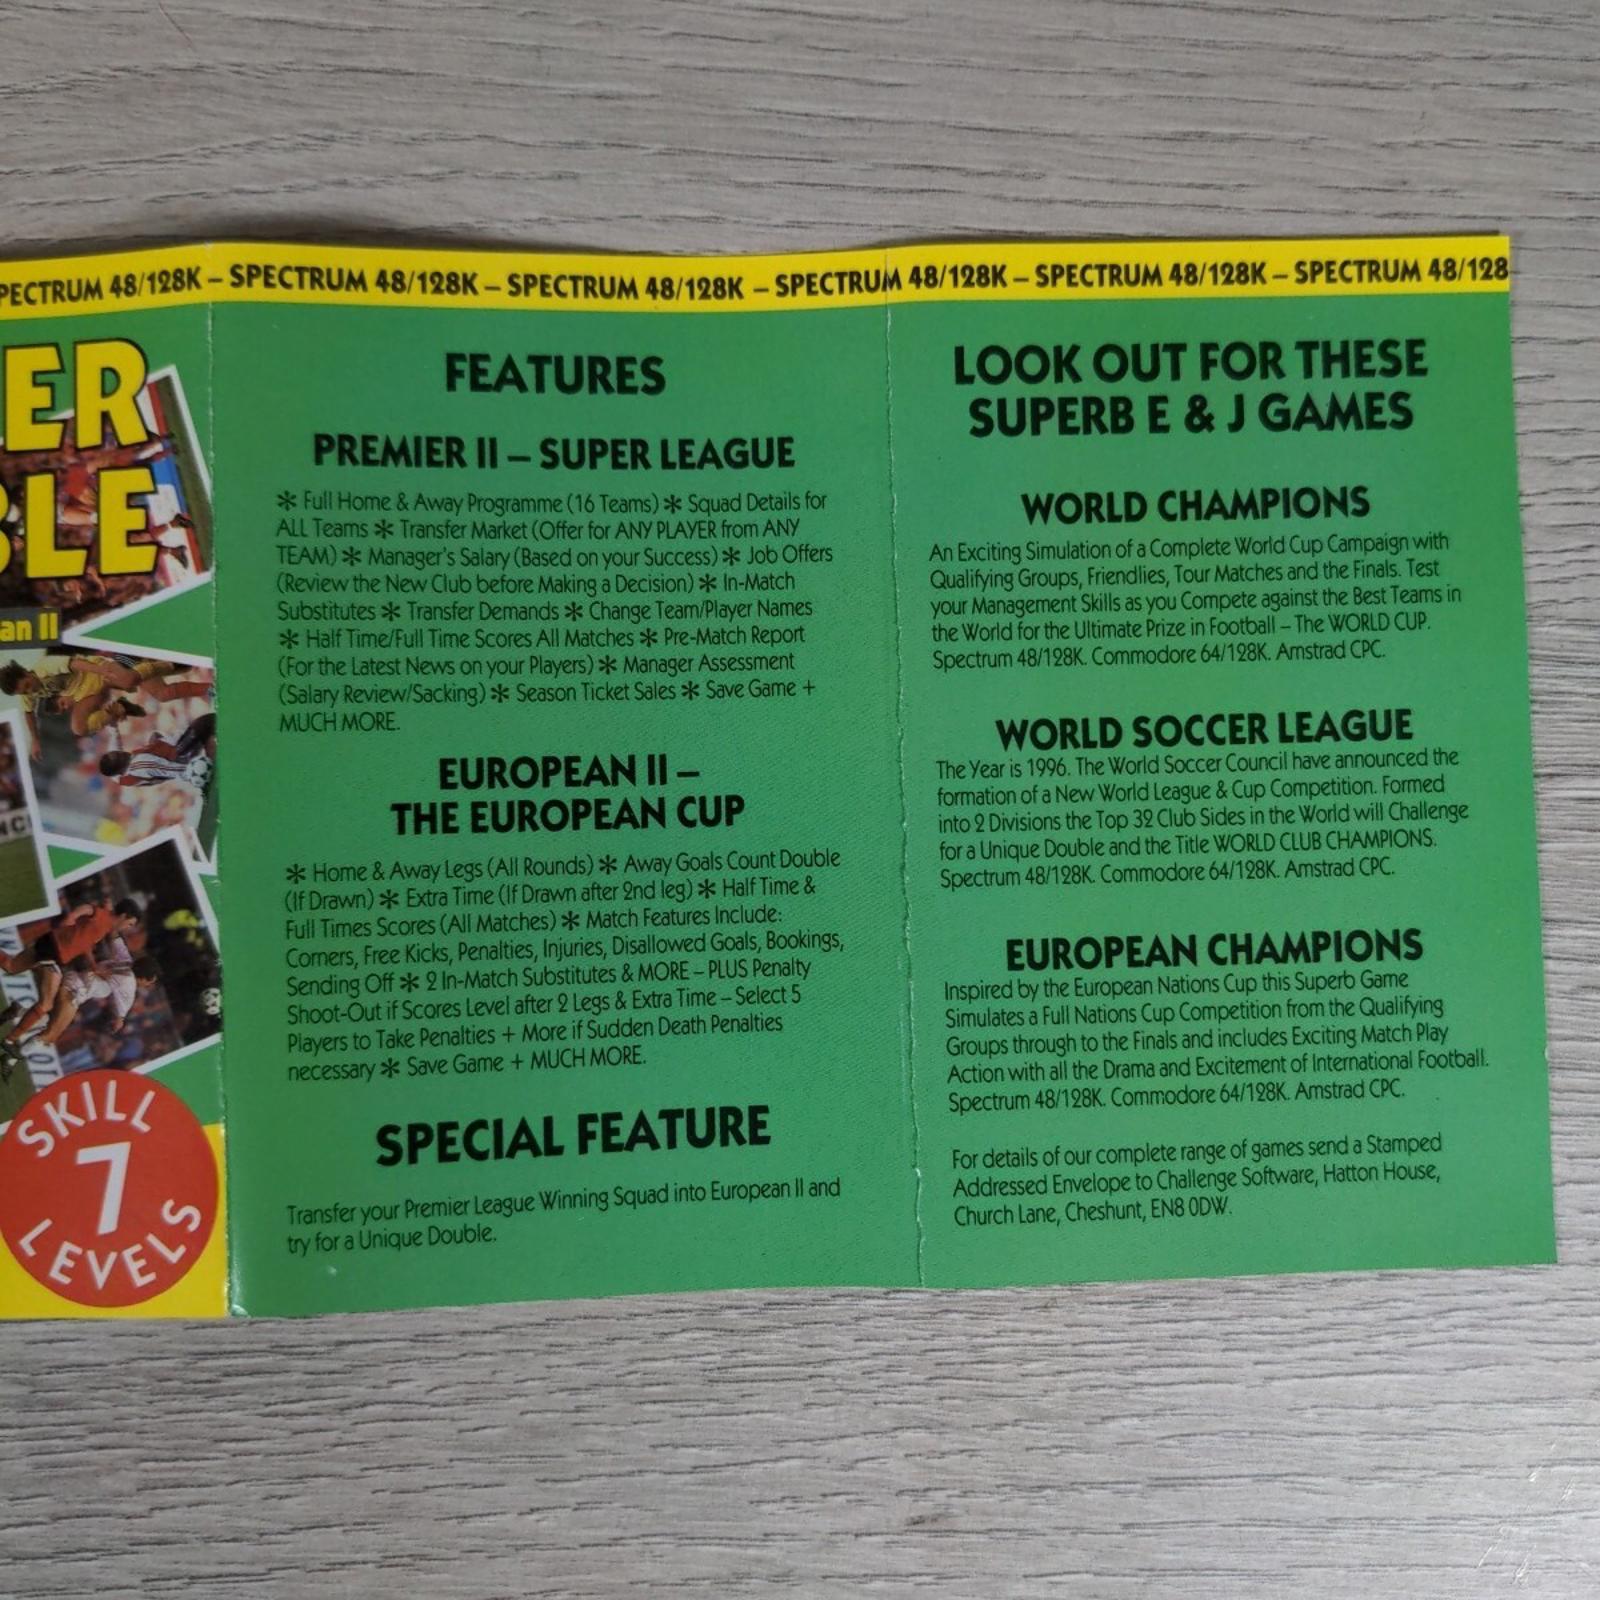 PECTRUM 48/128K – SPECTRUM 48/128K – SPECTRUM 48/128K – SPECTRUM 48/128K – SPECTRUM 48/128K – SPECTRUM 48/128
ER
BLE
an II
SKILL
7
LEVELS
FEATURES
PREMIER II – SUPER LEAGUE
✻ Full Home & Away Programme (16 Teams) ✻ Squad Details for
ALL Teams ✻ Transfer Market (Offer for ANY PLAYER from ANY
TEAM) ✻ Manager's Salary (Based on your Success) ✻ Job Offers
(Review the New Club before Making a Decision) ✻ In-Match
Substitutes ✻ Transfer Demands ✻ Change Team/Player Names
✻ Half Time/Full Time Scores All Matches ✻ Pre-Match Report
(For the Latest News on your Players) ✻ Manager Assessment
(Salary Review/Sacking) ✻ Season Ticket Sales ✻ Save Game +
MUCH MORE.
EUROPEAN II –
THE EUROPEAN CUP
✻ Home & Away Legs (All Rounds) ✻ Away Goals Count Double
(If Drawn) ✻ Extra Time (If Drawn after 2nd leg) ✻ Half Time &
Full Times Scores (All Matches) ✻ Match Features Include:
Corners, Free Kicks, Penalties, Injuries, Disallowed Goals, Bookings,
Sending Off ✻ 2 In-Match Substitutes & MORE – PLUS Penalty
Shoot-Out if Scores Level after 2 Legs & Extra Time – Select 5
Players to Take Penalties + More if Sudden Death Penalties
necessary ✻ Save Game + MUCH MORE.
SPECIAL FEATURE
Transfer your Premier League Winning Squad into European II and
try for a Unique Double.
LOOK OUT FOR THESE
SUPERB E & J GAMES
WORLD CHAMPIONS
An Exciting Simulation of a Complete World Cup Campaign with
Qualifying Groups, Friendlies, Tour Matches and the Finals. Test
your Management Skills as you Compete against the Best Teams in
the World for the Ultimate Prize in Football – The WORLD CUP.
Spectrum 48/128K. Commodore 64/128K. Amstrad CPC.
WORLD SOCCER LEAGUE
The Year is 1996. The World Soccer Council have announced the
formation of a New World League & Cup Competition. Formed
into 2 Divisions the Top 32 Club Sides in the World will Challenge
for a Unique Double and the Title WORLD CLUB CHAMPIONS.
Spectrum 48/128K. Commodore 64/128K. Amstrad CPC.
EUROPEAN CHAMPIONS
Inspired by the European Nations Cup this Superb Game
Simulates a Full Nations Cup Competition from the Qualifying
Groups through to the Finals and includes Exciting Match Play
Action with all the Drama and Excitement of International Football.
Spectrum 48/128K. Commodore 64/128K. Amstrad CPC.
For details of our complete range of games send a Stamped
Addressed Envelope to Challenge Software, Hatton House,
Church Lane, Cheshunt, EN8 0DW.